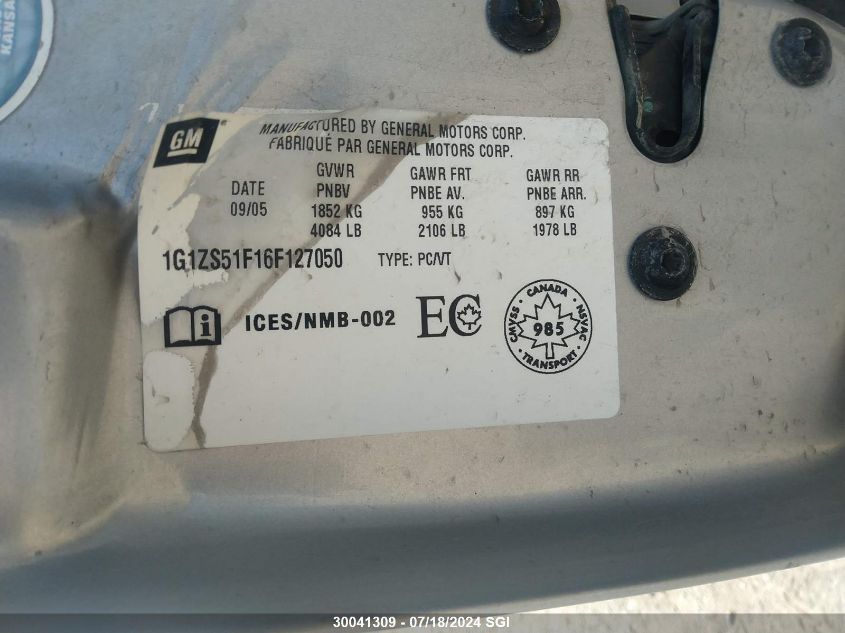 KANSA
GM
MANUFACTURED BY GENERAL MOTORS CORP.
FABRIQUÉ PAR GENERAL MOTORS CORP.
GVWR GAWR FRT GAWR RR
DATE PNBV PNBE AV. PNBE ARR.
09/05 1852 KG 955 KG 897 KG
4084 LB 2106 LB 1978 LB
1G1ZS51F16F127050 TYPE: PC/VT
i ICES/NMB-002 EC
CANADA
CMVSS 985 NSVAC
TRANSPORT
30041309 - 07/18/2024 SGI